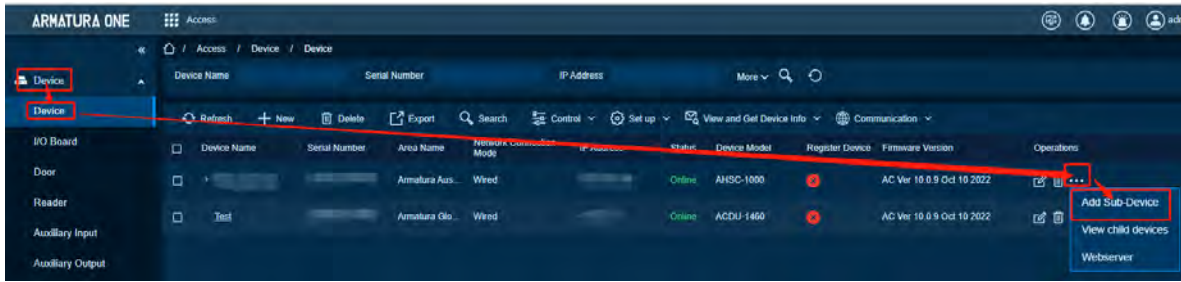 ARMATURA ONE
Access
adm
« / Access / Device / Device
Device
Device Name Serial Number IP Address More
Device
Refresh New Delete Export Search Control Set up View and Get Device Info Communication
I/O Board
Device Name Serial Number Area Name Network Connection Mode IP Address Status Device Model Register Device Firmware Version Operations
Door
Armatura Aus... Wired Online AHSC-1000 AC Ver 10.0.9 Oct 10 2022 ...
Reader
Add Sub-Device
Test Armatura Glo... Wired Online ACDU-1460 AC Ver 10.0.9 Oct 10 2022
Auxiliary Input
View child devices
Auxiliary Output
Webserver